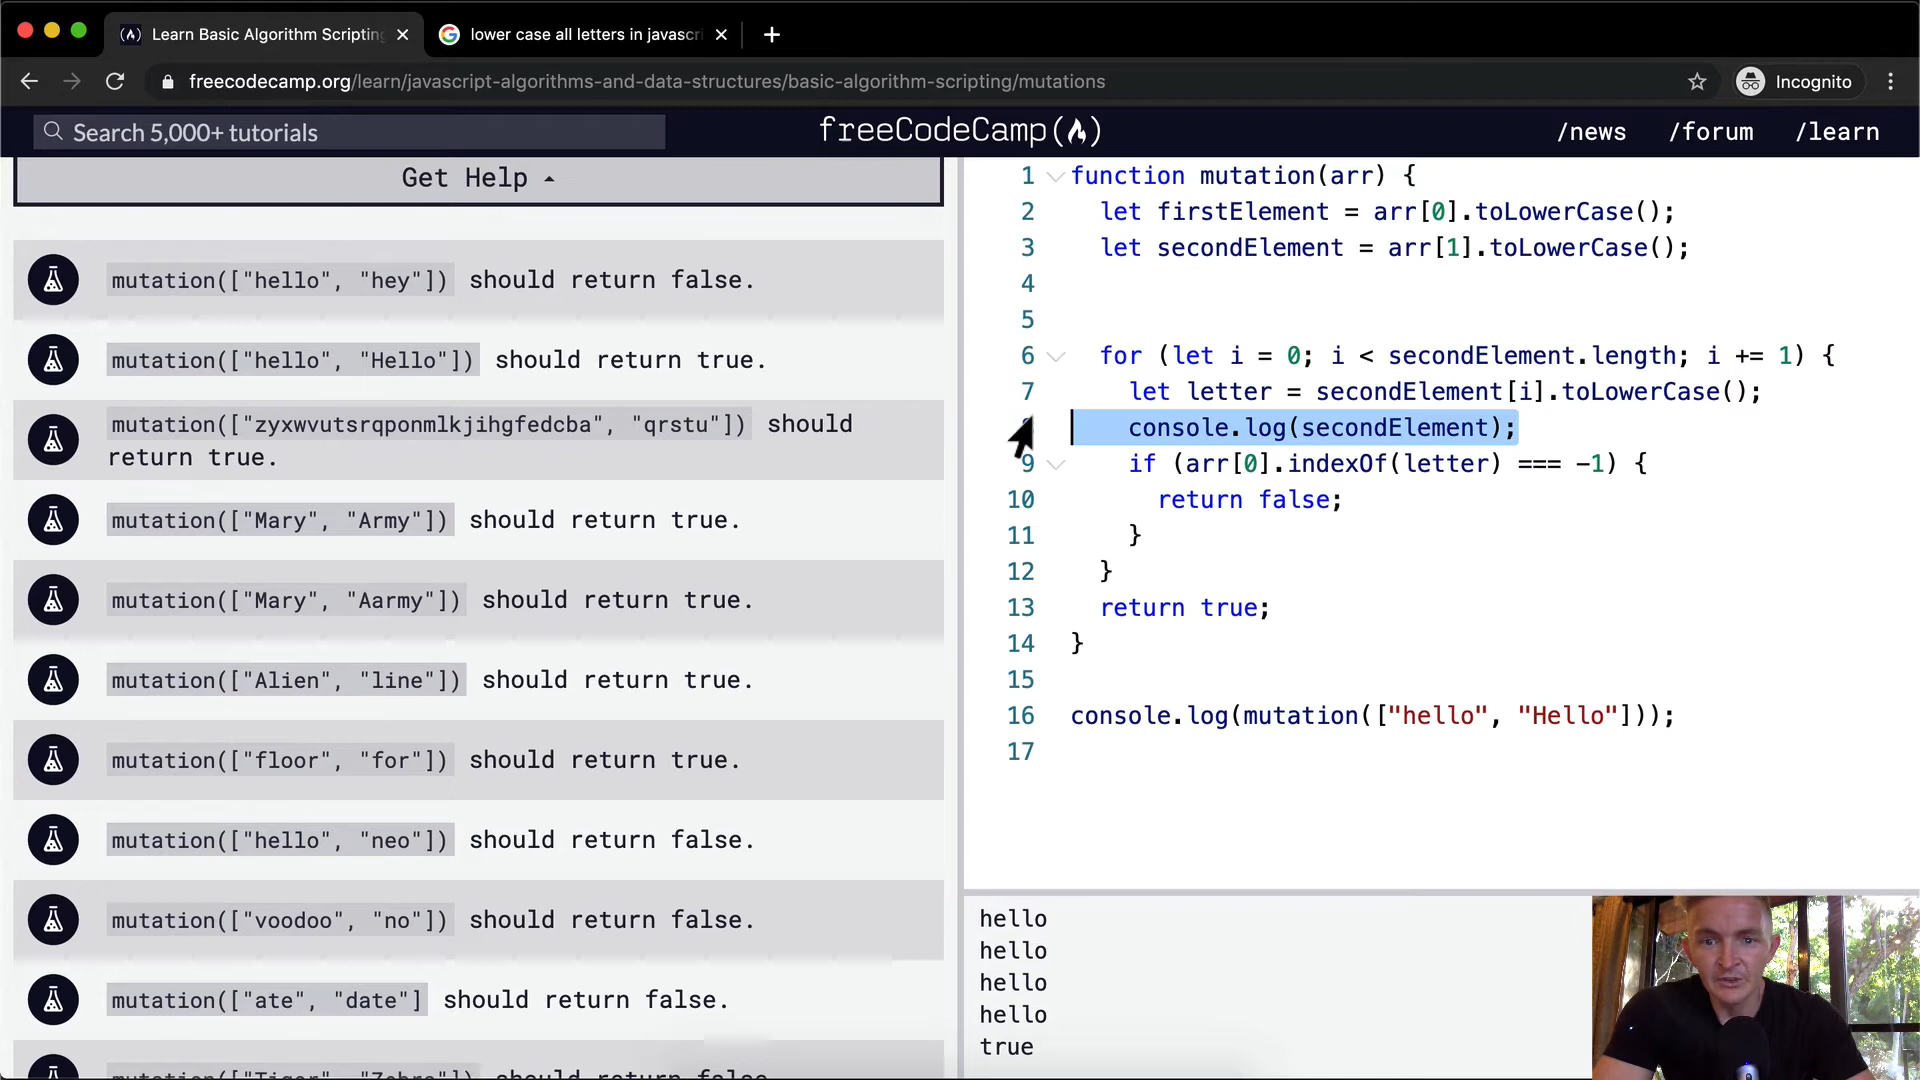 Learn Basic Algorithm Scripting
lower case all letters in javascri
freecodecamp.org/learn/javascript-algorithms-and-data-structures/basic-algorithm-scripting/mutations
Incognito
Search 5,000+ tutorials
freeCodeCamp
/news
/forum
/learn
Get Help
mutation(["hello", "hey"]) should return false.
mutation(["hello", "Hello"]) should return true.
mutation(["zyxwvutsrqponmlkjihgfedcba", "qrstu"]) should
return true.
mutation(["Mary", "Army"]) should return true.
mutation(["Mary", "Aarmy"]) should return true.
mutation(["Alien", "line"]) should return true.
mutation(["floor", "for"]) should return true.
mutation(["hello", "neo"]) should return false.
mutation(["voodoo", "no"]) should return false.
mutation(["ate", "date"] should return false.
mutation(["Tiger", "Zebra"]) should return false.
1 function mutation(arr) {
2 let firstElement = arr[0].toLowerCase();
3 let secondElement = arr[1].toLowerCase();
4
5
6 for (let i = 0; i < secondElement.length; i += 1) {
7 let letter = secondElement[i].toLowerCase();
console.log(secondElement);
9 if (arr[0].indexOf(letter) === -1) {
10 return false;
11 }
12 }
13 return true;
14 }
15
16 console.log(mutation(["hello", "Hello"]));
17
hello
hello
hello
hello
true